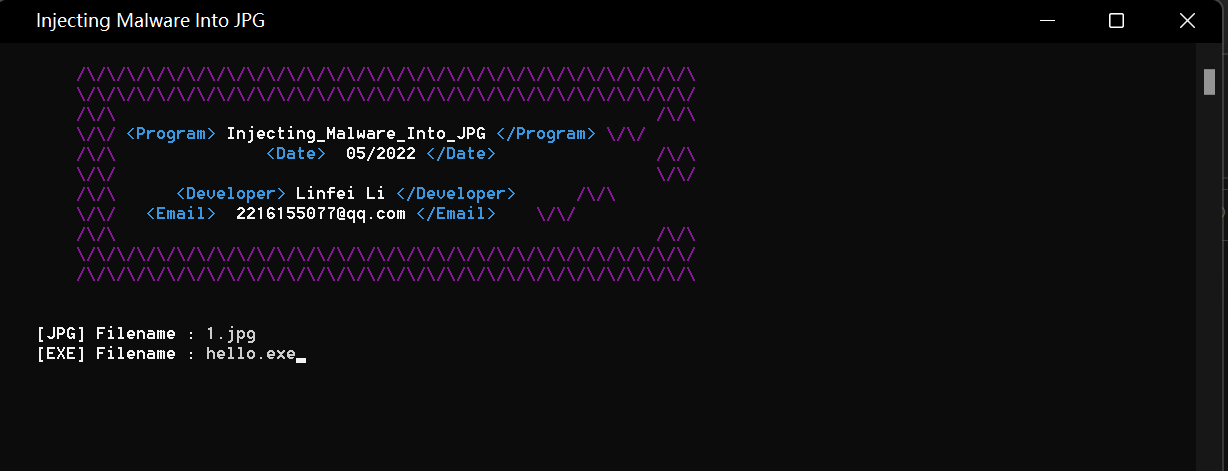 Injecting Malware Into JPG
/\/\/\/\/\/\/\/\/\/\/\/\/\/\/\/\/\/\/\/\/\/\/\/\/\/\/\/\/\/\/\
\/\/\/\/\/\/\/\/\/\/\/\/\/\/\/\/\/\/\/\/\/\/\/\/\/\/\/\/\/\/\/
/\/\ /\/\
\/\/ <Program> Injecting_Malware_Into_JPG </Program> \/\/
/\/\ <Date> 05/2022 </Date> /\/\
\/\/ \/\/
/\/\ <Developer> Linfei Li </Developer> /\/\
\/\/ <Email> 2216155077@qq.com </Email> \/\/
/\/\ /\/\
\/\/\/\/\/\/\/\/\/\/\/\/\/\/\/\/\/\/\/\/\/\/\/\/\/\/\/\/\/\/\/
/\/\/\/\/\/\/\/\/\/\/\/\/\/\/\/\/\/\/\/\/\/\/\/\/\/\/\/\/\/\/\
[JPG] Filename : 1.jpg
[EXE] Filename : hello.exe